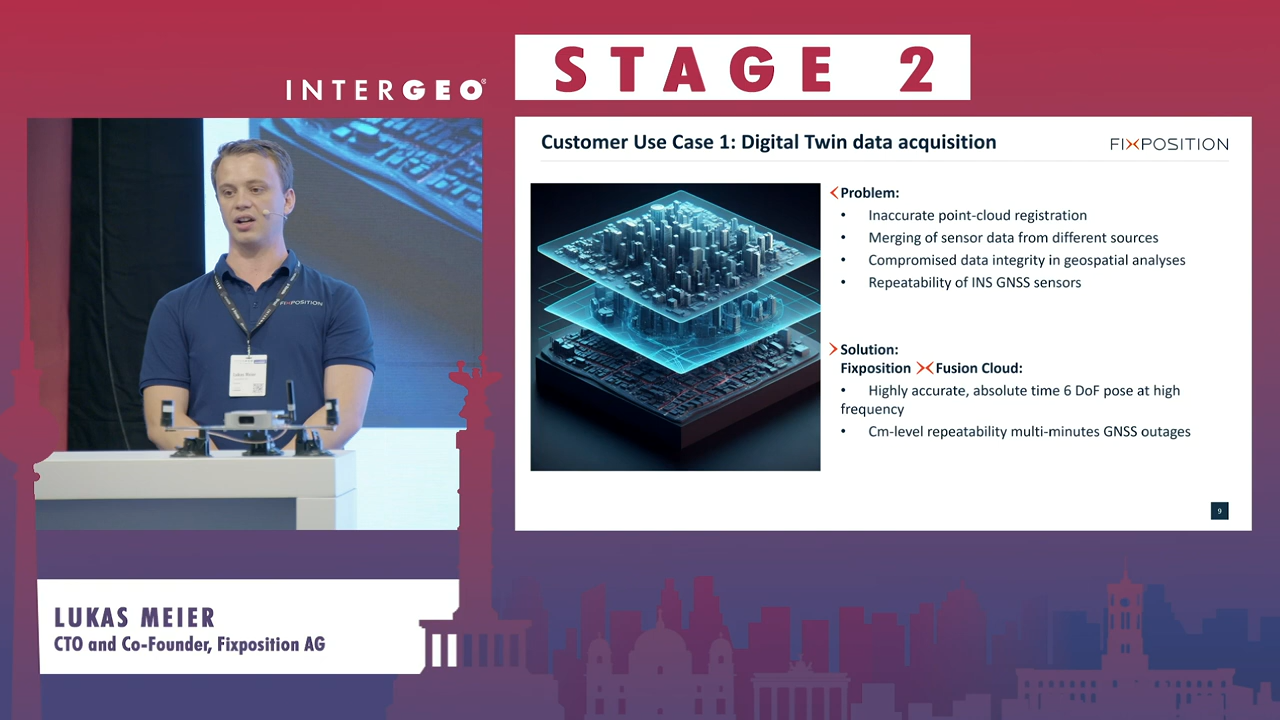 INTERGEO®
STAGE 2
Customer Use Case 1: Digital Twin data acquisition
FIXPOSITION
Problem:
• Inaccurate point-cloud registration
• Merging of sensor data from different sources
• Compromised data integrity in geospatial analyses
• Repeatability of INS GNSS sensors
Solution:
Fixposition Fusion Cloud:
• Highly accurate, absolute time 6 DoF pose at high
frequency
• Cm-level repeatability multi-minutes GNSS outages
9
FIXPOSITION
Lukas Meier
LUKAS MEIER
CTO and Co-Founder, Fixposition AG